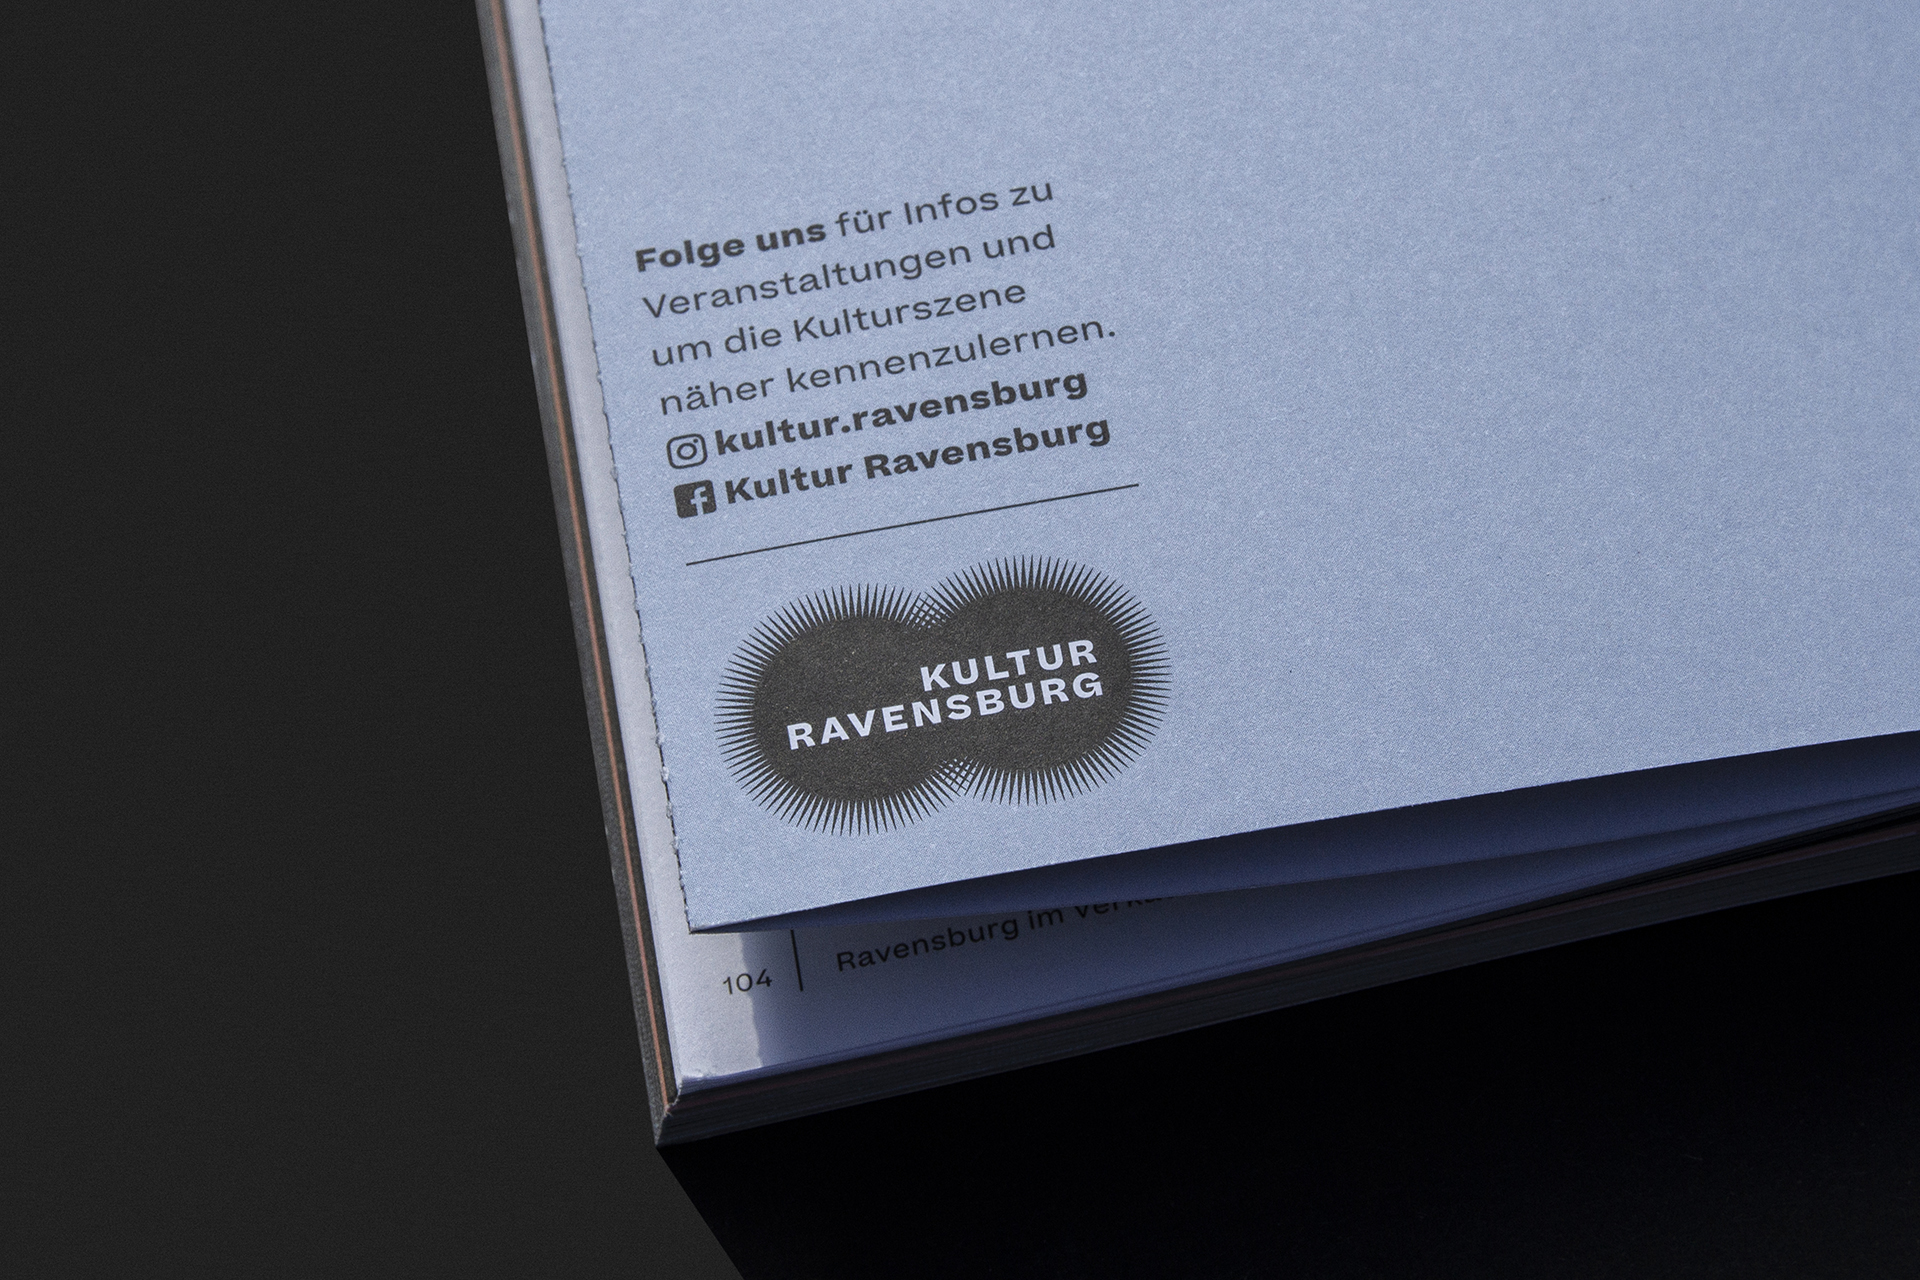 Folge uns für Infos zu
Veranstaltungen und
um die Kulturszene
näher kennenzulernen.
kultur.ravensburg
Kultur Ravensburg
KULTUR
RAVENSBURG
104
Ravensburg im